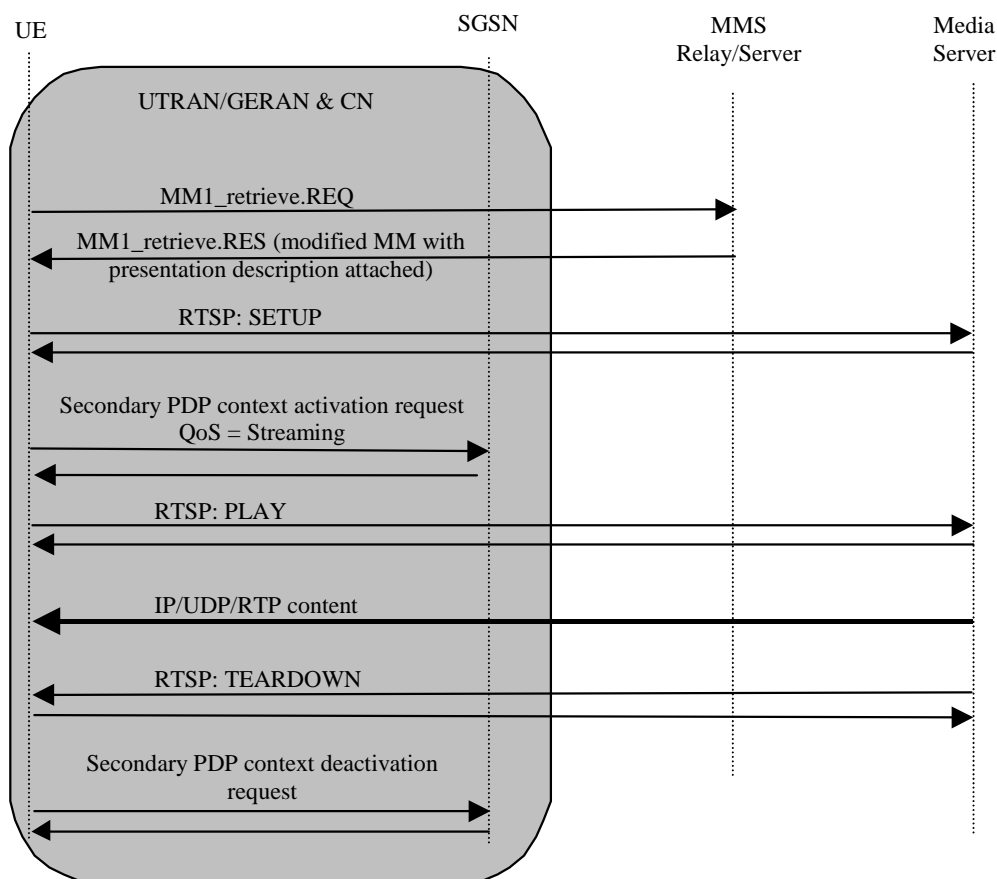 UE
SGSN
MMS
Relay/Server
Media
Server
UTRAN/GERAN & CN
MM1_retrieve.REQ
MM1_retrieve.RES (modified MM with
presentation description attached)
RTSP: SETUP
Secondary PDP context activation request
QoS = Streaming
RTSP: PLAY
IP/UDP/RTP content
RTSP: TEARDOWN
Secondary PDP context deactivation
request